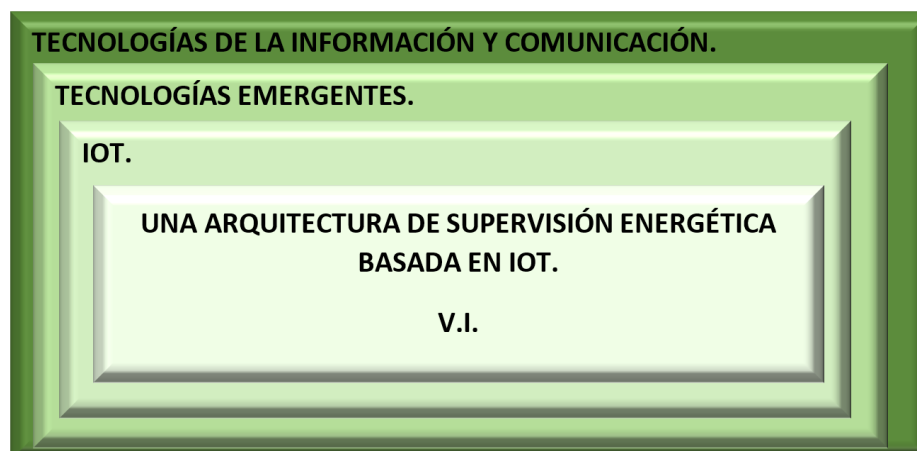 TECNOLOGÍAS DE LA INFORMACIÓN Y COMUNICACIÓN.
TECNOLOGÍAS EMERGENTES.
IOT.
UNA ARQUITECTURA DE SUPERVISIÓN ENERGÉTICA
BASADA EN IOT.
V.I.